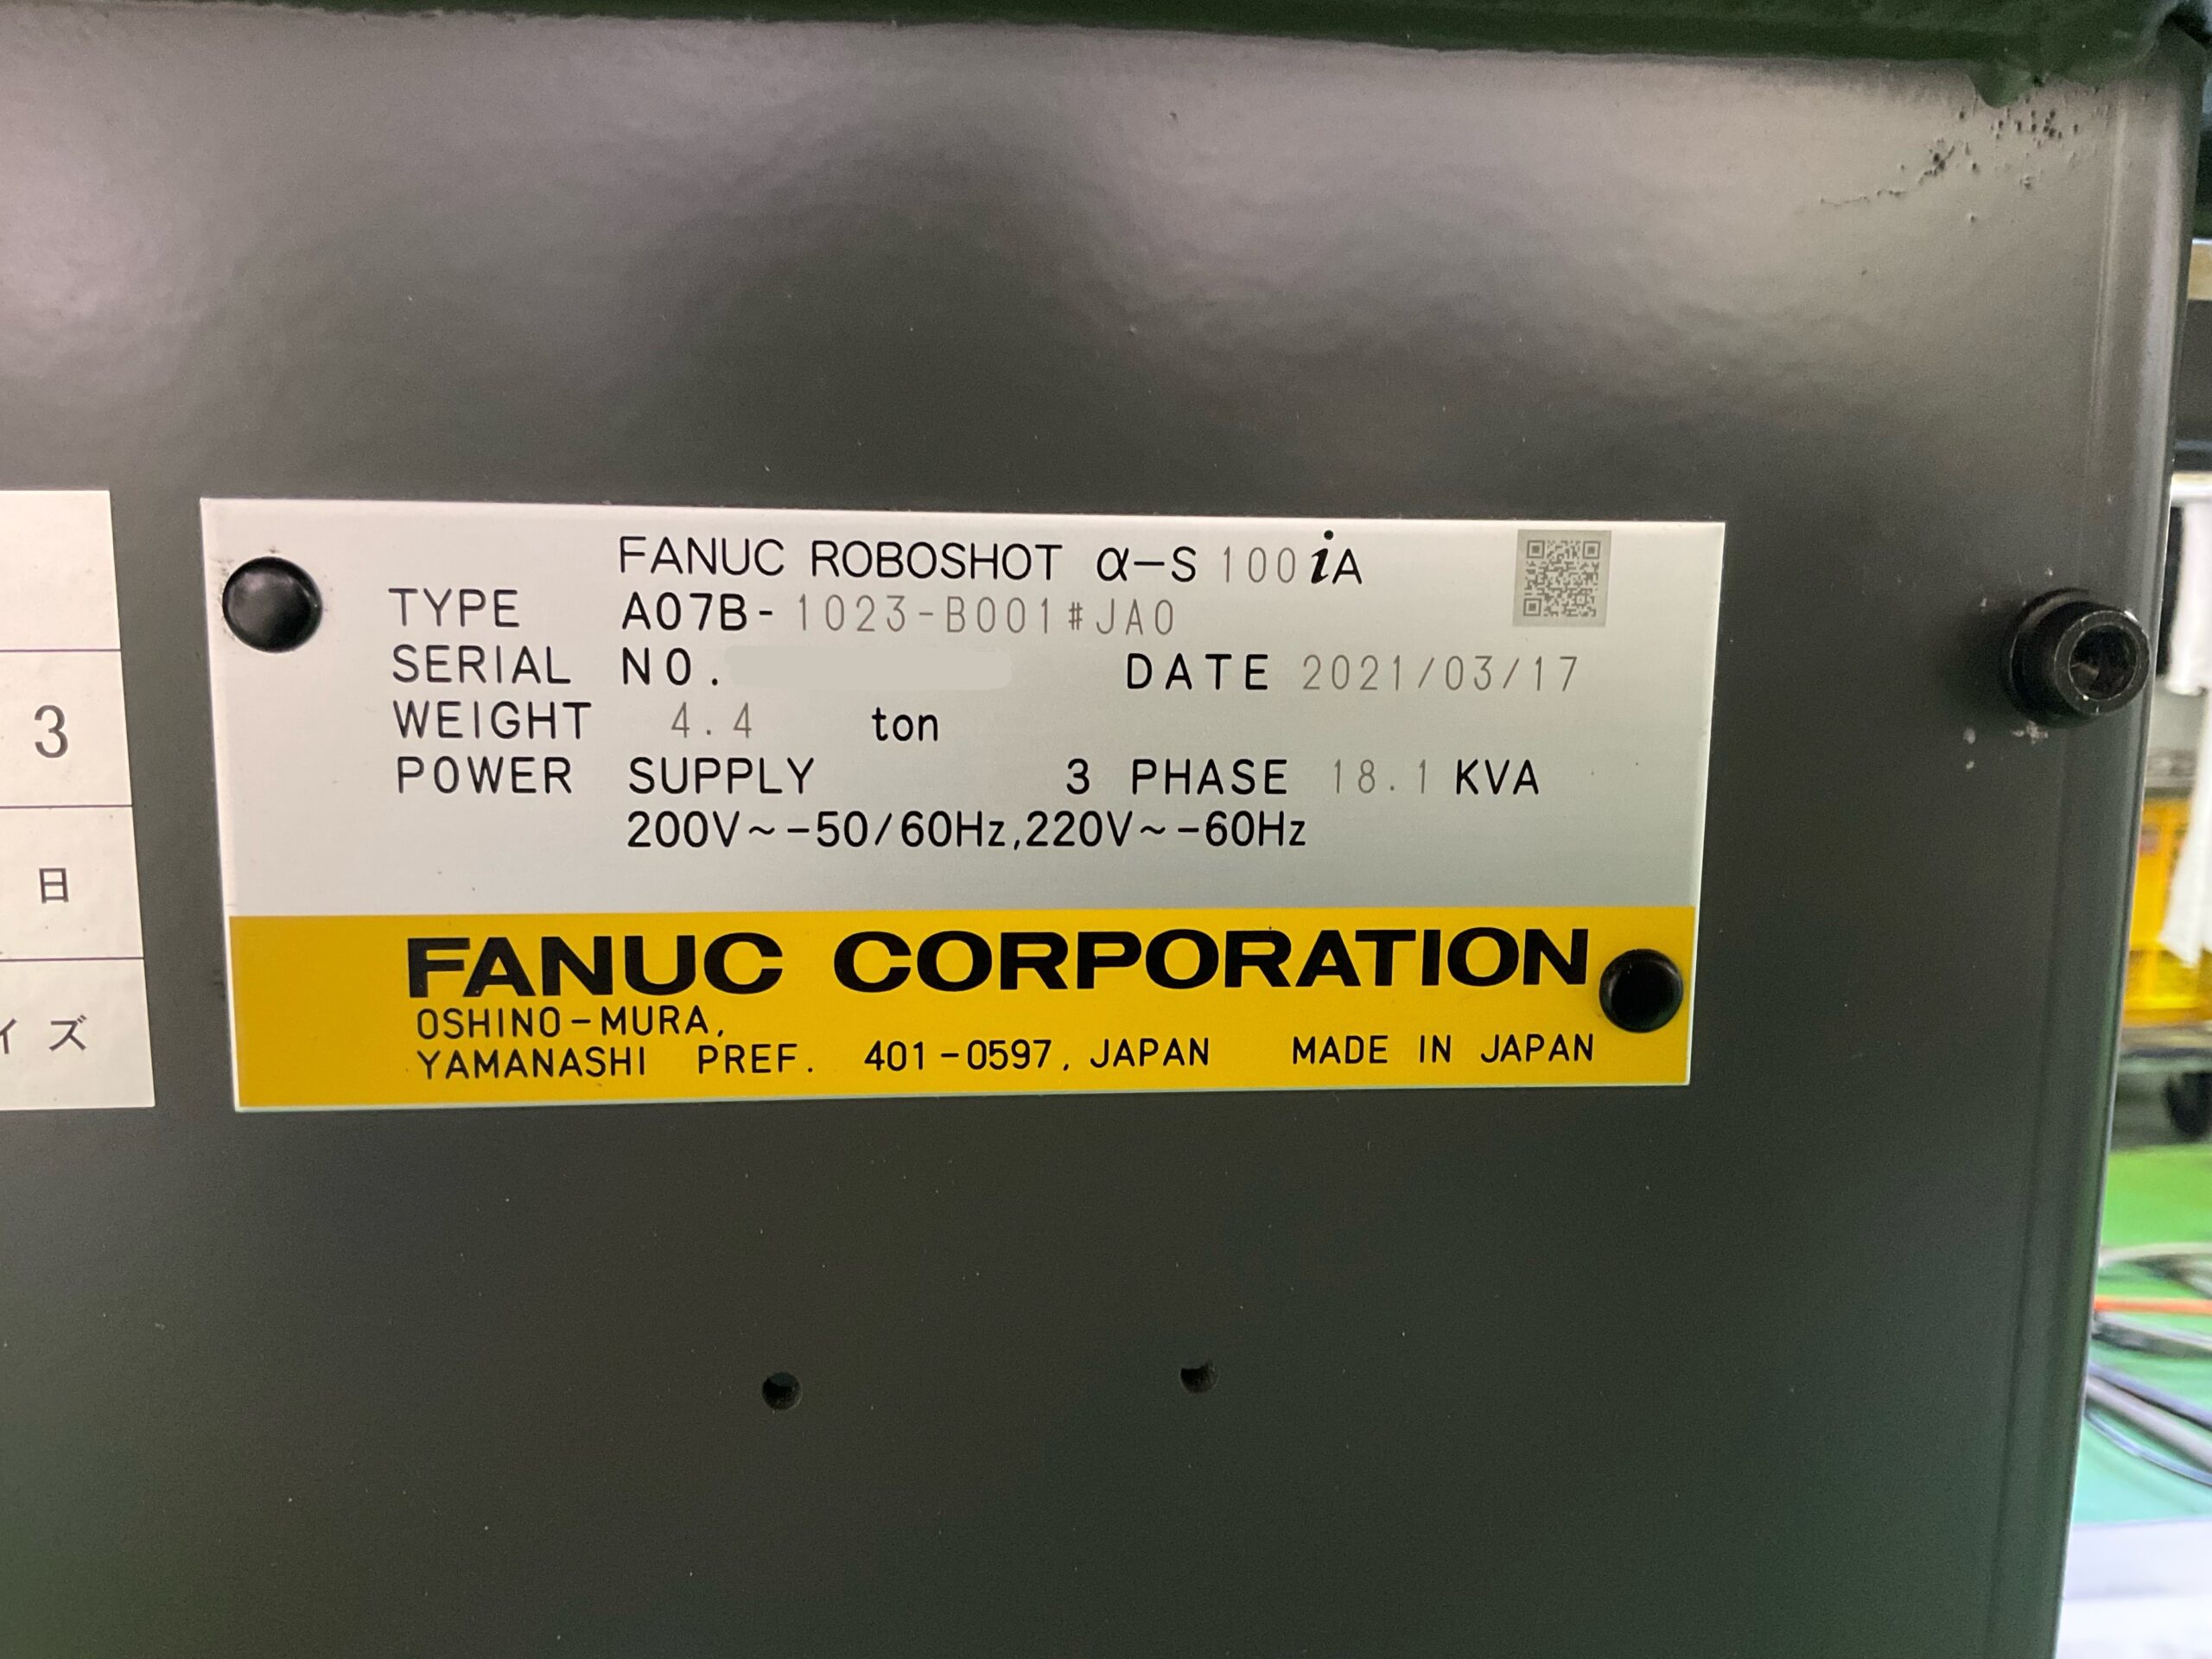 3
日
イズ
FANUC ROBOSHOT α-S 100iA
TYPE A07B-1023-B001#JA0
SERIAL NO. DATE 2021/03/17
WEIGHT 4.4 ton
POWER SUPPLY 3 PHASE 18.1 KVA
200V~-50/60Hz,220V~-60Hz
FANUC CORPORATION
OSHINO-MURA,
YAMANASHI PREF. 401-0597, JAPAN MADE IN JAPAN